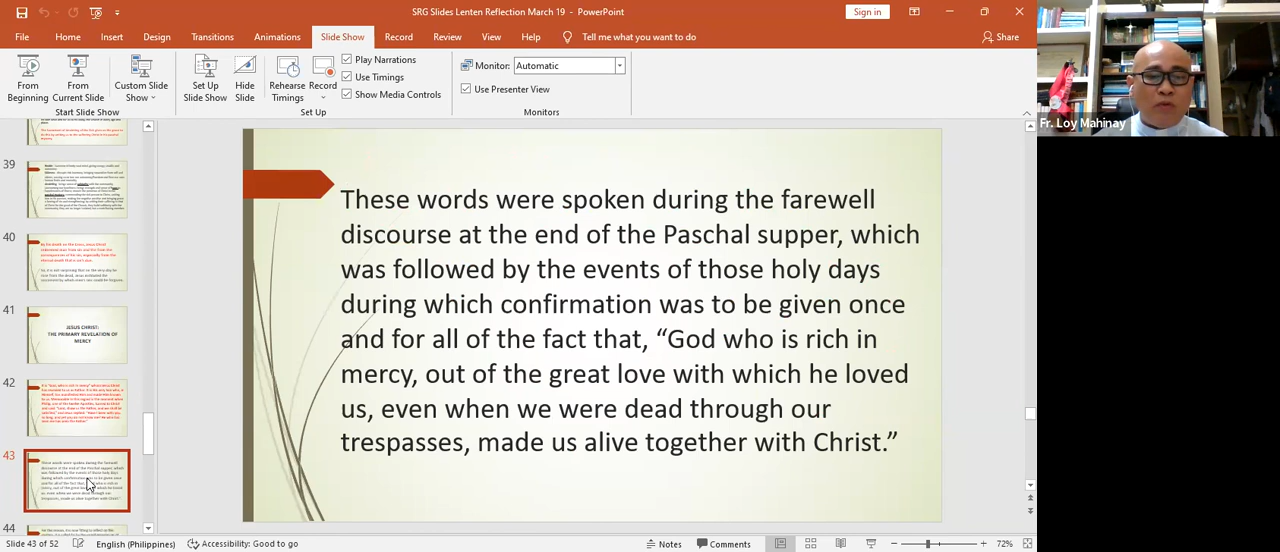 SRG Slides Lenten Reflection March 19 - PowerPoint
Sign in
File Home Insert Design Transitions Animations Slide Show Record Review View Help Tell me what you want to do
Share
From Beginning
From Current Slide
Custom Slide Show
Start Slide Show
Set Up Slide Show
Hide Slide
Rehearse Timings
Record
Play Narrations
Use Timings
Show Media Controls
Set Up
Monitor: Automatic
Use Presenter View
Monitors
Fr. Loy Mahinay
39
40
41
JESUS CHRIST:
THE PRIMARY REVELATION OF
MERCY
42
43
44
These words were spoken during the farewell
discourse at the end of the Paschal supper, which
was followed by the events of those holy days
during which confirmation was to be given once
and for all of the fact that, “God who is rich in
mercy, out of the great love with which he loved
us, even when we were dead through our
trespasses, made us alive together with Christ.”
Slide 43 of 52 English (Philippines) Accessibility: Good to go Notes Comments 72%